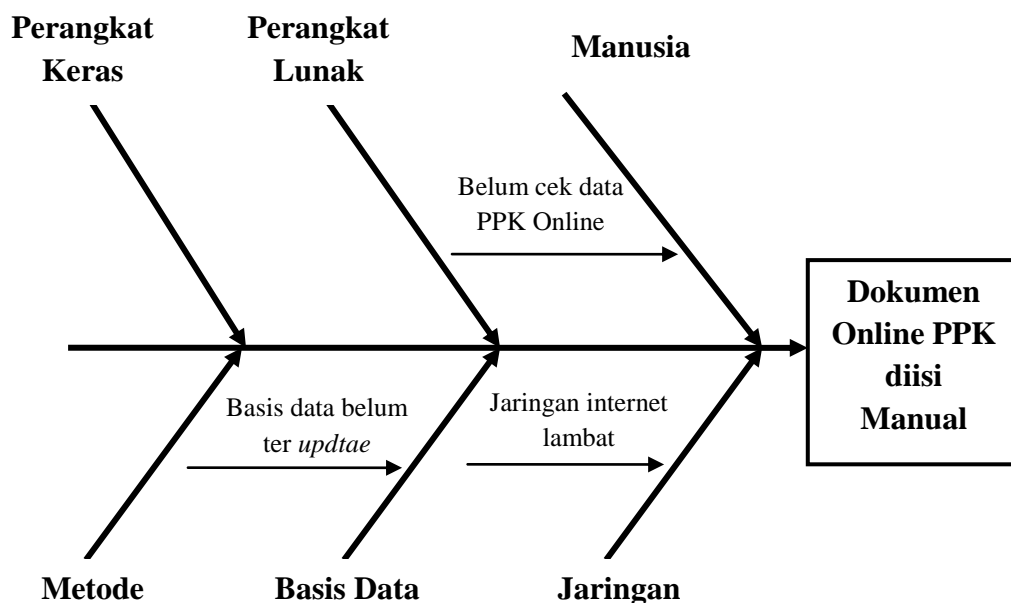 Perangkat
Keras
Perangkat
Lunak
Manusia
Belum cek data
PPK Online
Dokumen
Online PPK
diisi
Manual
Basis data belum
ter updtae
Jaringan internet
lambat
Metode
Basis Data
Jaringan